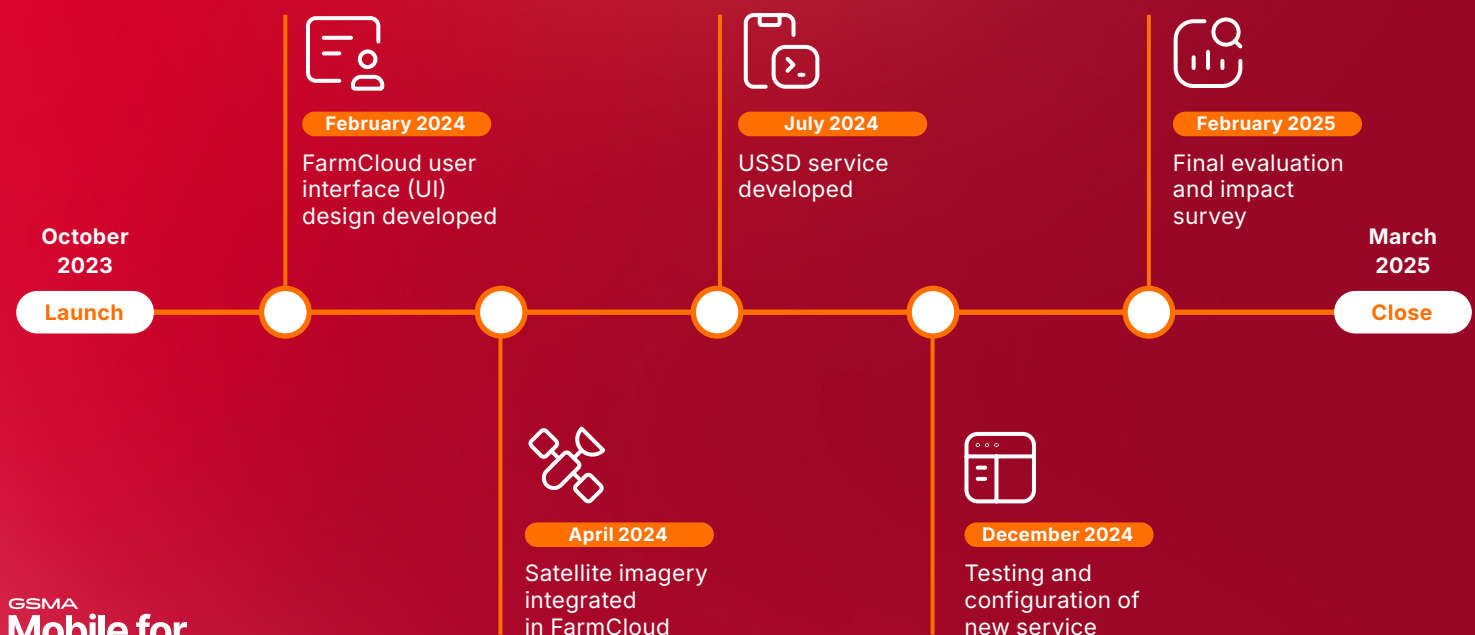 February 2024
FarmCloud user
interface (UI)
design developed
July 2024
USSD service
developed
February 2025
Final evaluation
and impact
survey
October
2023
Launch
March
2025
Close
April 2024
Satellite imagery
integrated
in FarmCloud
December 2024
Testing and
configuration of
new service
GSMA
Mobile for